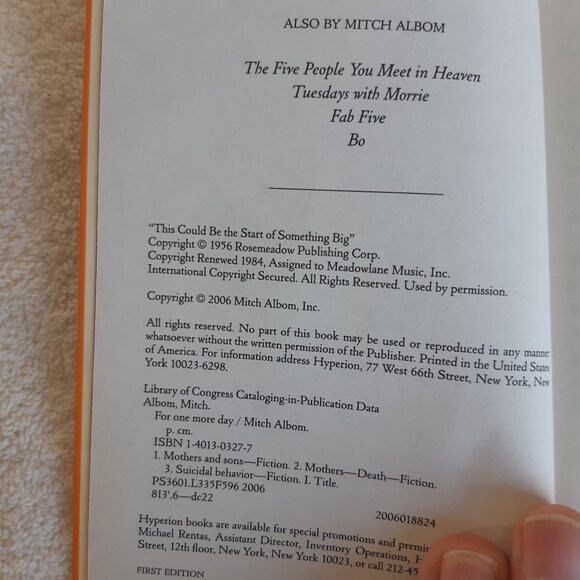 ALSO BY MITCH ALBOM
The Five People You Meet in Heaven
Tuesdays with Morrie
Fab Five
Bo
“This Could Be the Start of Something Big”
Copyright © 1956 Rosemeadow Publishing Corp.
Copyright Renewed 1984, Assigned to Meadowlane Music, Inc.
International Copyright Secured. All Rights Reserved. Used by permission.
Copyright © 2006 Mitch Albom, Inc.
All rights reserved. No part of this book may be used or reproduced in any manner
whatsoever without the written permission of the Publisher. Printed in the United States
of America. For information address Hyperion, 77 West 66th Street, New York, New
York 10023-6298.
Library of Congress Cataloging-in-Publication Data
Albom, Mitch.
For one more day / Mitch Albom.
p. cm.
ISBN 1-4013-0327-7
1. Mothers and sons—Fiction. 2. Mothers—Death—Fiction.
3. Suicidal behavior—Fiction. I. Title.
PS3601.L335F596 2006
813'.6—dc22
2006018824
Hyperion books are available for special promotions and
Michael Rentas, Assistant Director, Inventory Operations,
Street, 12th floor, New York, New York 10023, or call 212-45
FIRST EDITION